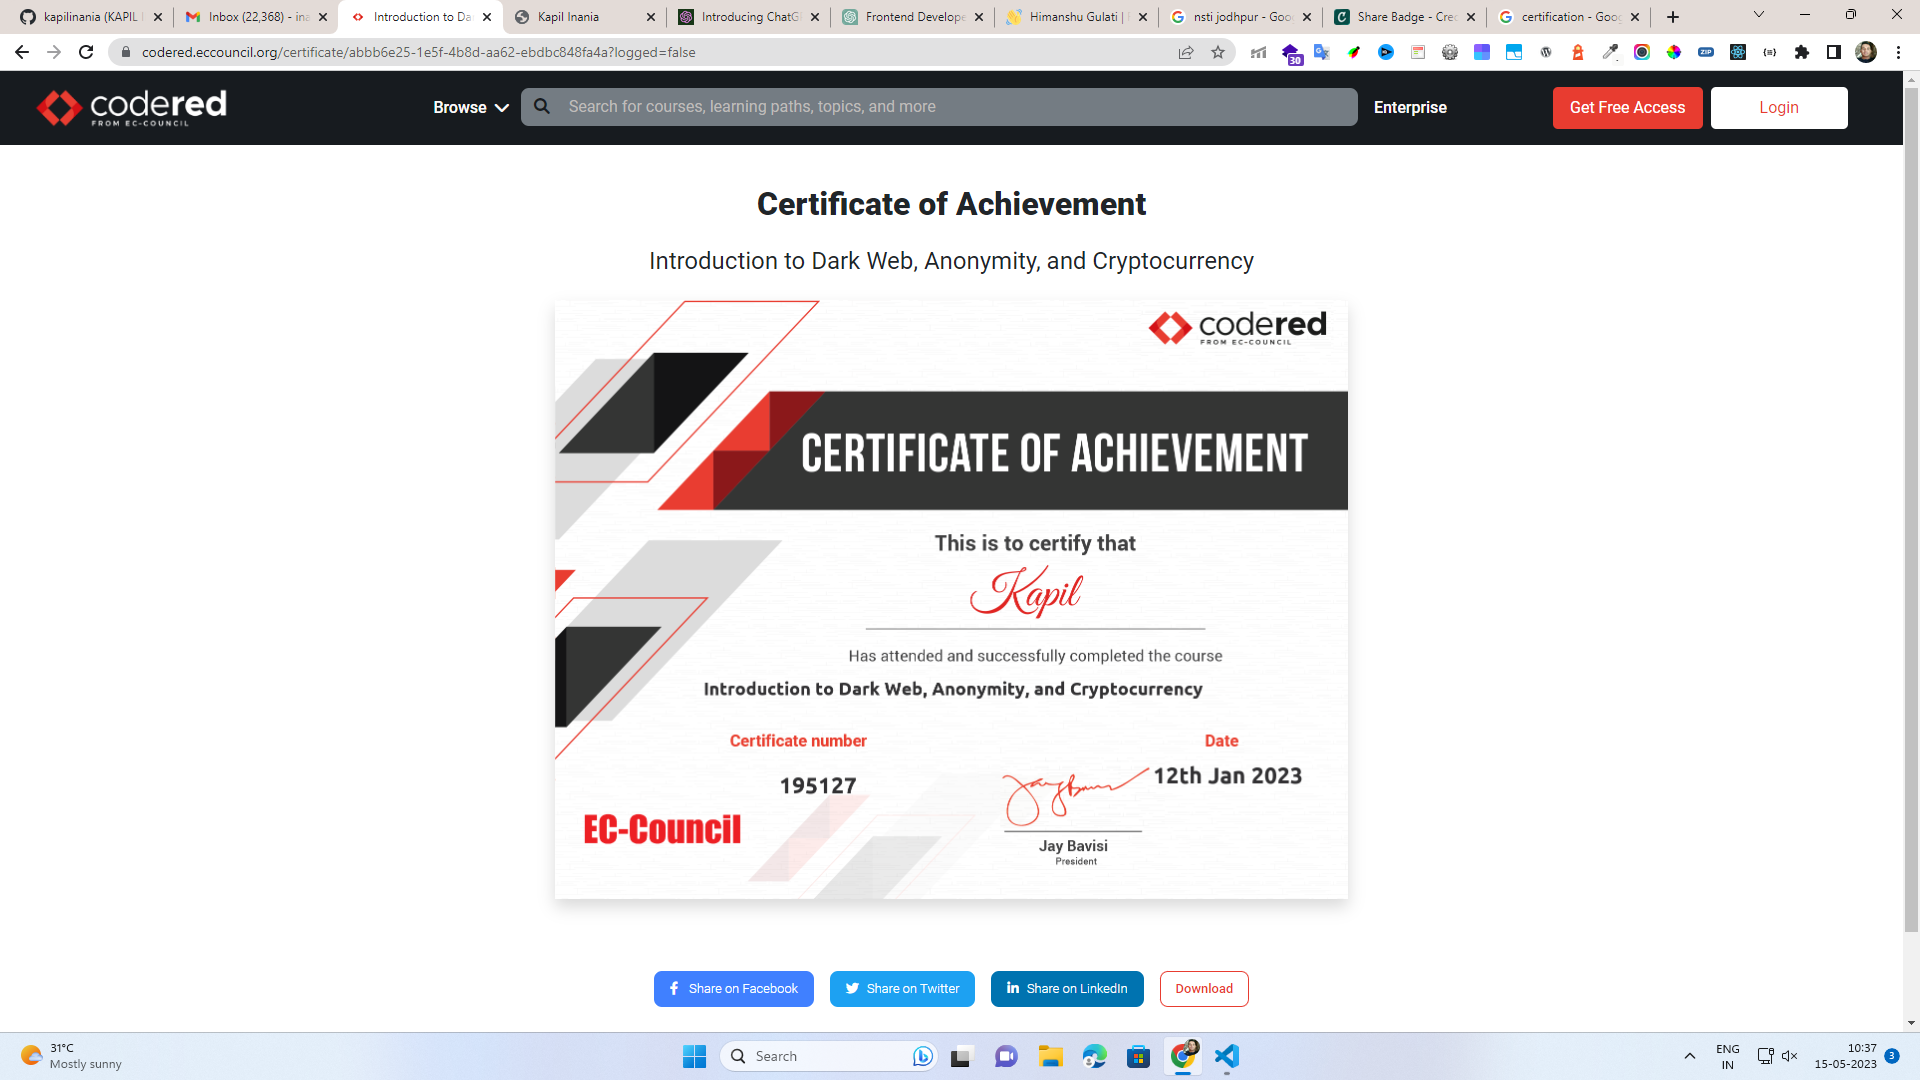 kapilinania (KAPIL
Inbox (22,368) - ina
Introduction to Da
Kapil Inania
Introducing ChatG
Frontend Develope
Himanshu Gulati |
nsti jodhpur - Goo
Share Badge - Cred
certification - Goog
codered.eccouncil.org/certificate/abbb6e25-1e5f-4b8d-aa62-ebdbc848fa4a?logged=false
30
ZIP
codered
FROM EC-COUNCIL
Browse
Search for courses, learning paths, topics, and more
Enterprise
Get Free Access
Login
Certificate of Achievement
Introduction to Dark Web, Anonymity, and Cryptocurrency
codered
FROM EC-COUNCIL
CERTIFICATE OF ACHIEVEMENT
This is to certify that
Kapil
Has attended and successfully completed the course
Introduction to Dark Web, Anonymity, and Cryptocurrency
Certificate number
Date
195127
12th Jan 2023
EC-Council
Jay Bavisi
President
Share on Facebook
Share on Twitter
Share on LinkedIn
Download
31°C
Mostly sunny
Search
ENG
IN
10:37
15-05-2023
3